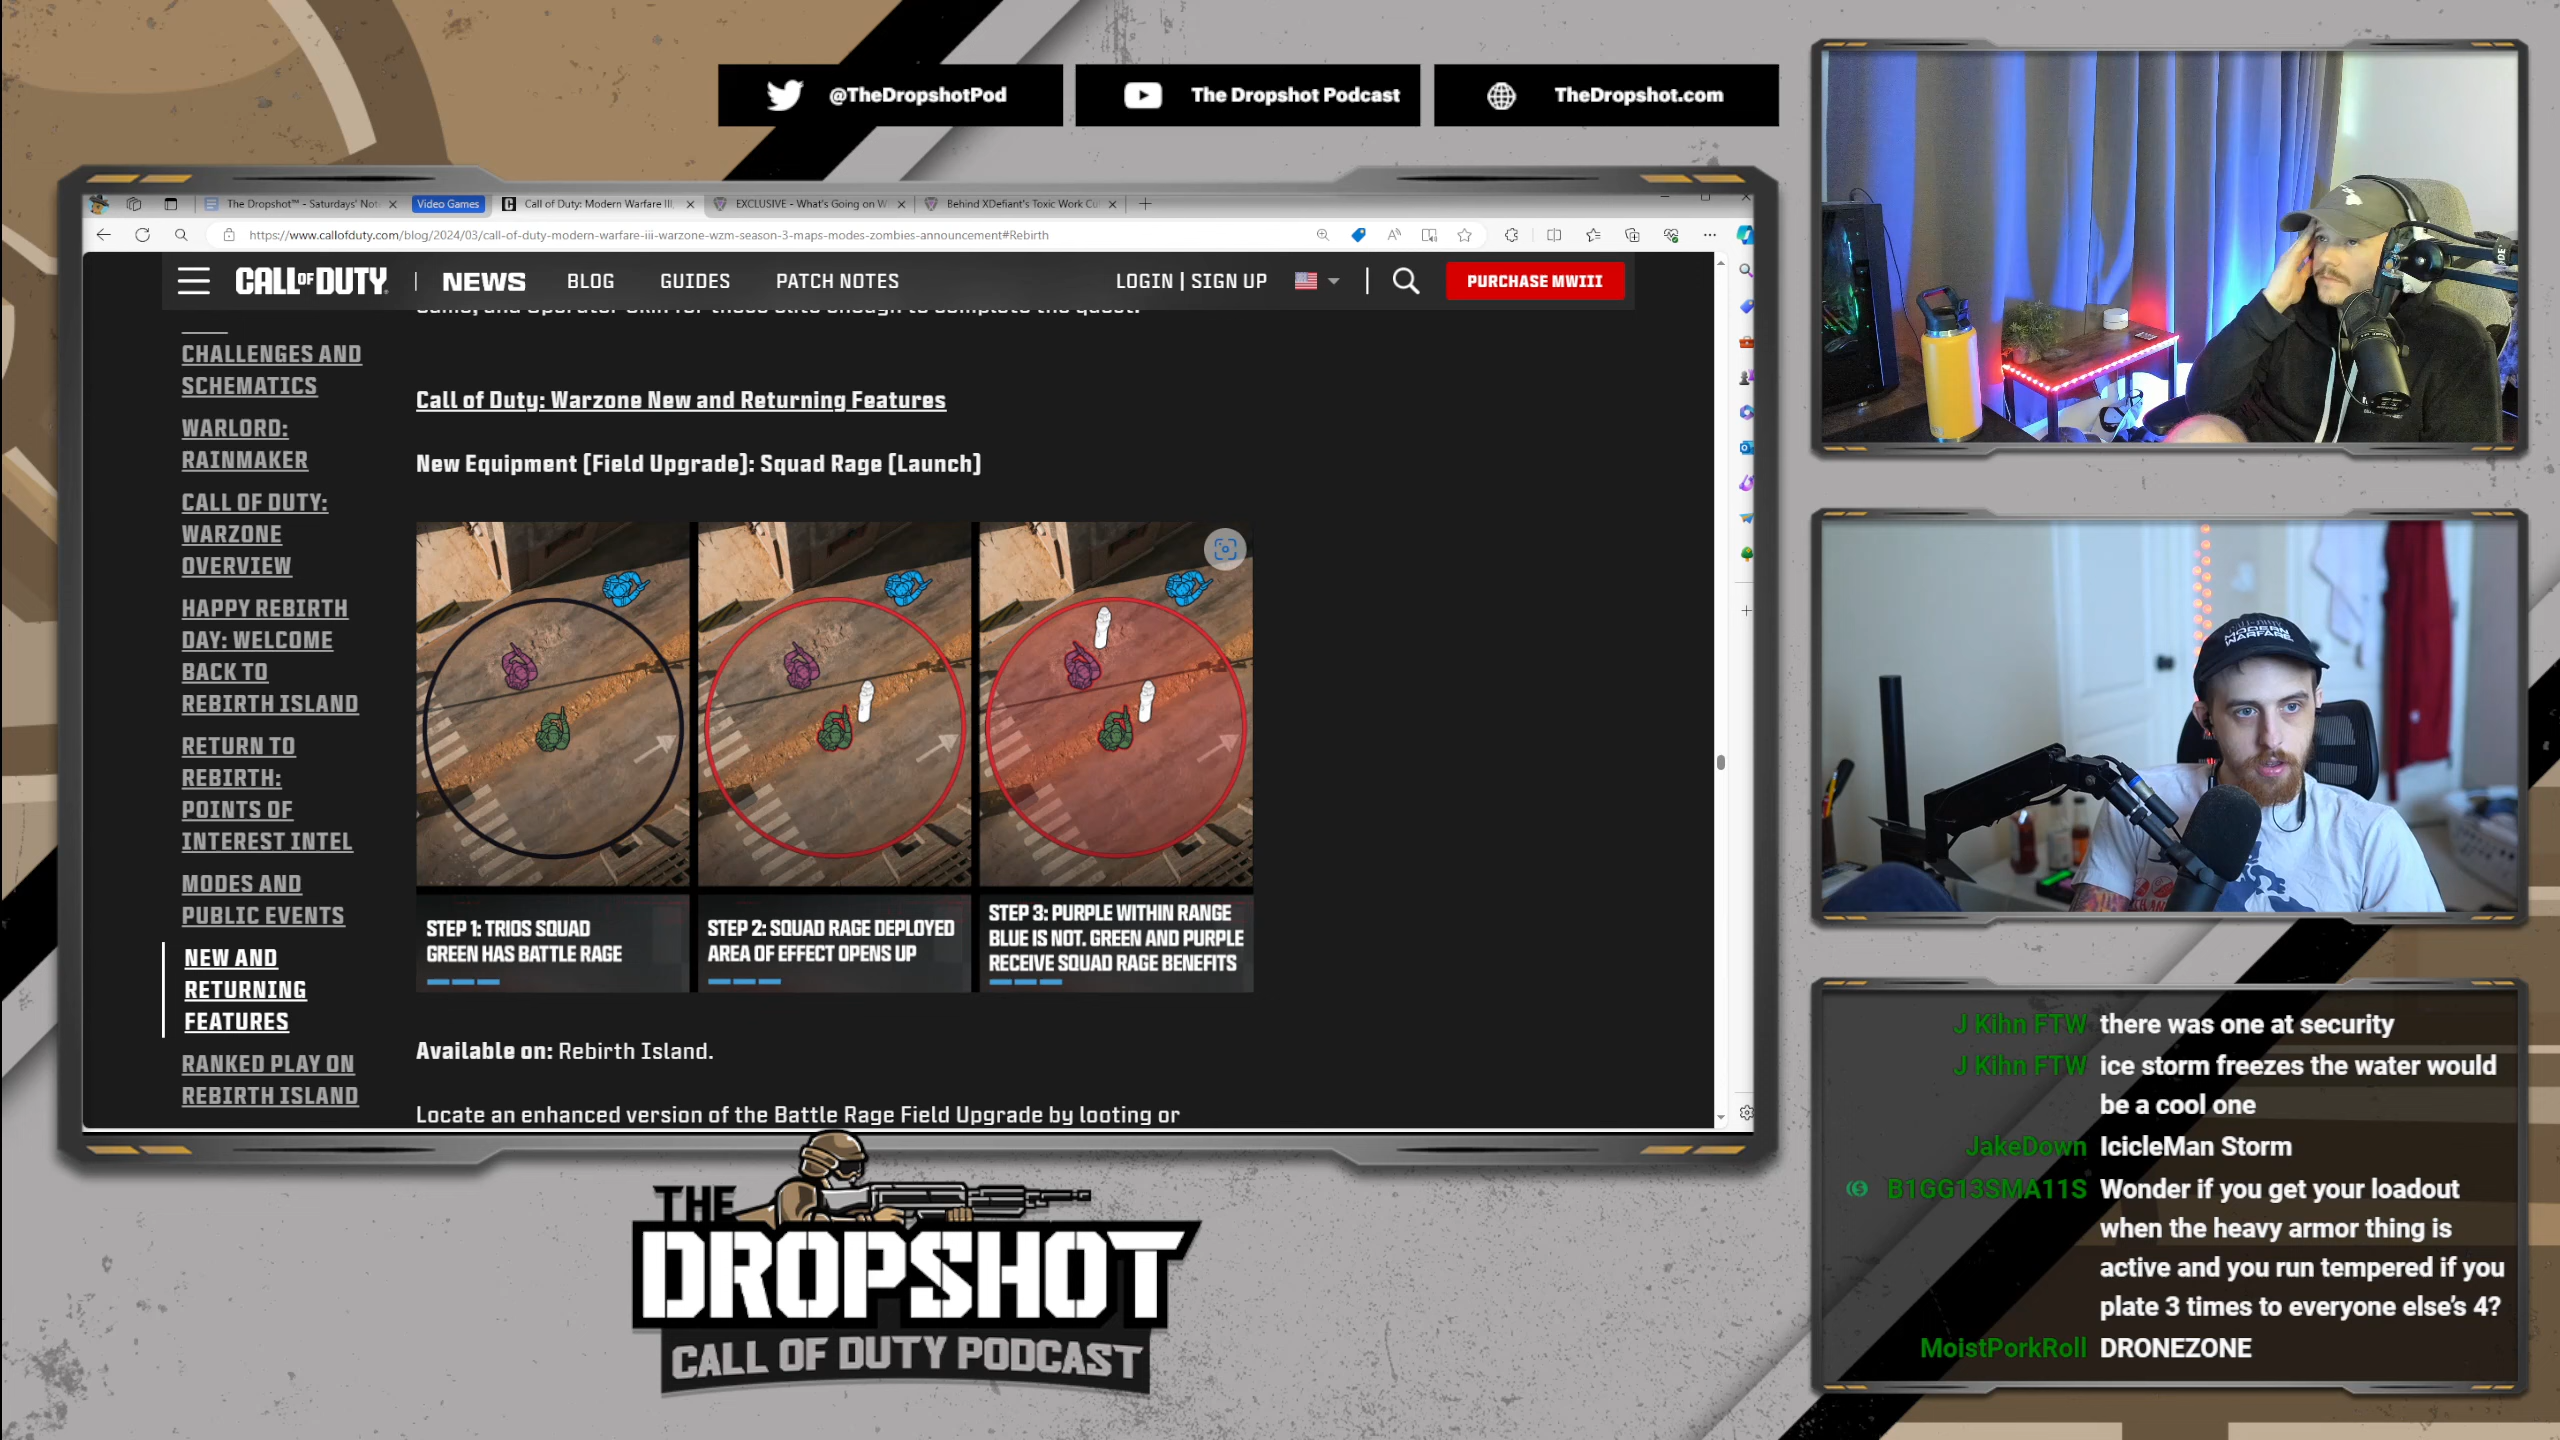 @TheDropshotPod
The Dropshot Podcast
TheDropshot.com
The Dropshot™ - Saturdays' Not
Video Games
Call of Duty: Modern Warfare III,
EXCLUSIVE - What's Going on W
Behind XDefiant's Toxic Work Cu
https://www.callofduty.com/blog/2024/03/call-of-duty-modern-warfare-iii-warzone-wzm-season-3-maps-modes-zombies-announcement#Rebirth
CALL OF DUTY
NEWS
BLOG
GUIDES
PATCH NOTES
LOGIN | SIGN UP
PURCHASE MWIII
CHALLENGES AND
SCHEMATICS
WARLORD:
RAINMAKER
CALL OF DUTY:
WARZONE
OVERVIEW
HAPPY REBIRTH
DAY: WELCOME
BACK TO
REBIRTH ISLAND
RETURN TO
REBIRTH:
POINTS OF
INTEREST INTEL
MODES AND
PUBLIC EVENTS
NEW AND
RETURNING
FEATURES
RANKED PLAY ON
REBIRTH ISLAND
Call of Duty: Warzone New and Returning Features
New Equipment (Field Upgrade): Squad Rage (Launch)
STEP 1: TRIOS SQUAD
GREEN HAS BATTLE RAGE
STEP 2: SQUAD RAGE DEPLOYED
AREA OF EFFECT OPENS UP
STEP 3: PURPLE WITHIN RANGE
BLUE IS NOT. GREEN AND PURPLE
RECEIVE SQUAD RAGE BENEFITS
Available on: Rebirth Island.
Locate an enhanced version of the Battle Rage Field Upgrade by looting or
MODERN
WARFARE
J Kihn FTW there was one at security
J Kihn FTW ice storm freezes the water would
be a cool one
JakeDown IcicleMan Storm
B1GG13SMA11S Wonder if you get your loadout
when the heavy armor thing is
active and you run tempered if you
plate 3 times to everyone else's 4?
MoistPorkRoll DRONEZONE
THE
DROPSHOT
CALL OF DUTY PODCAST